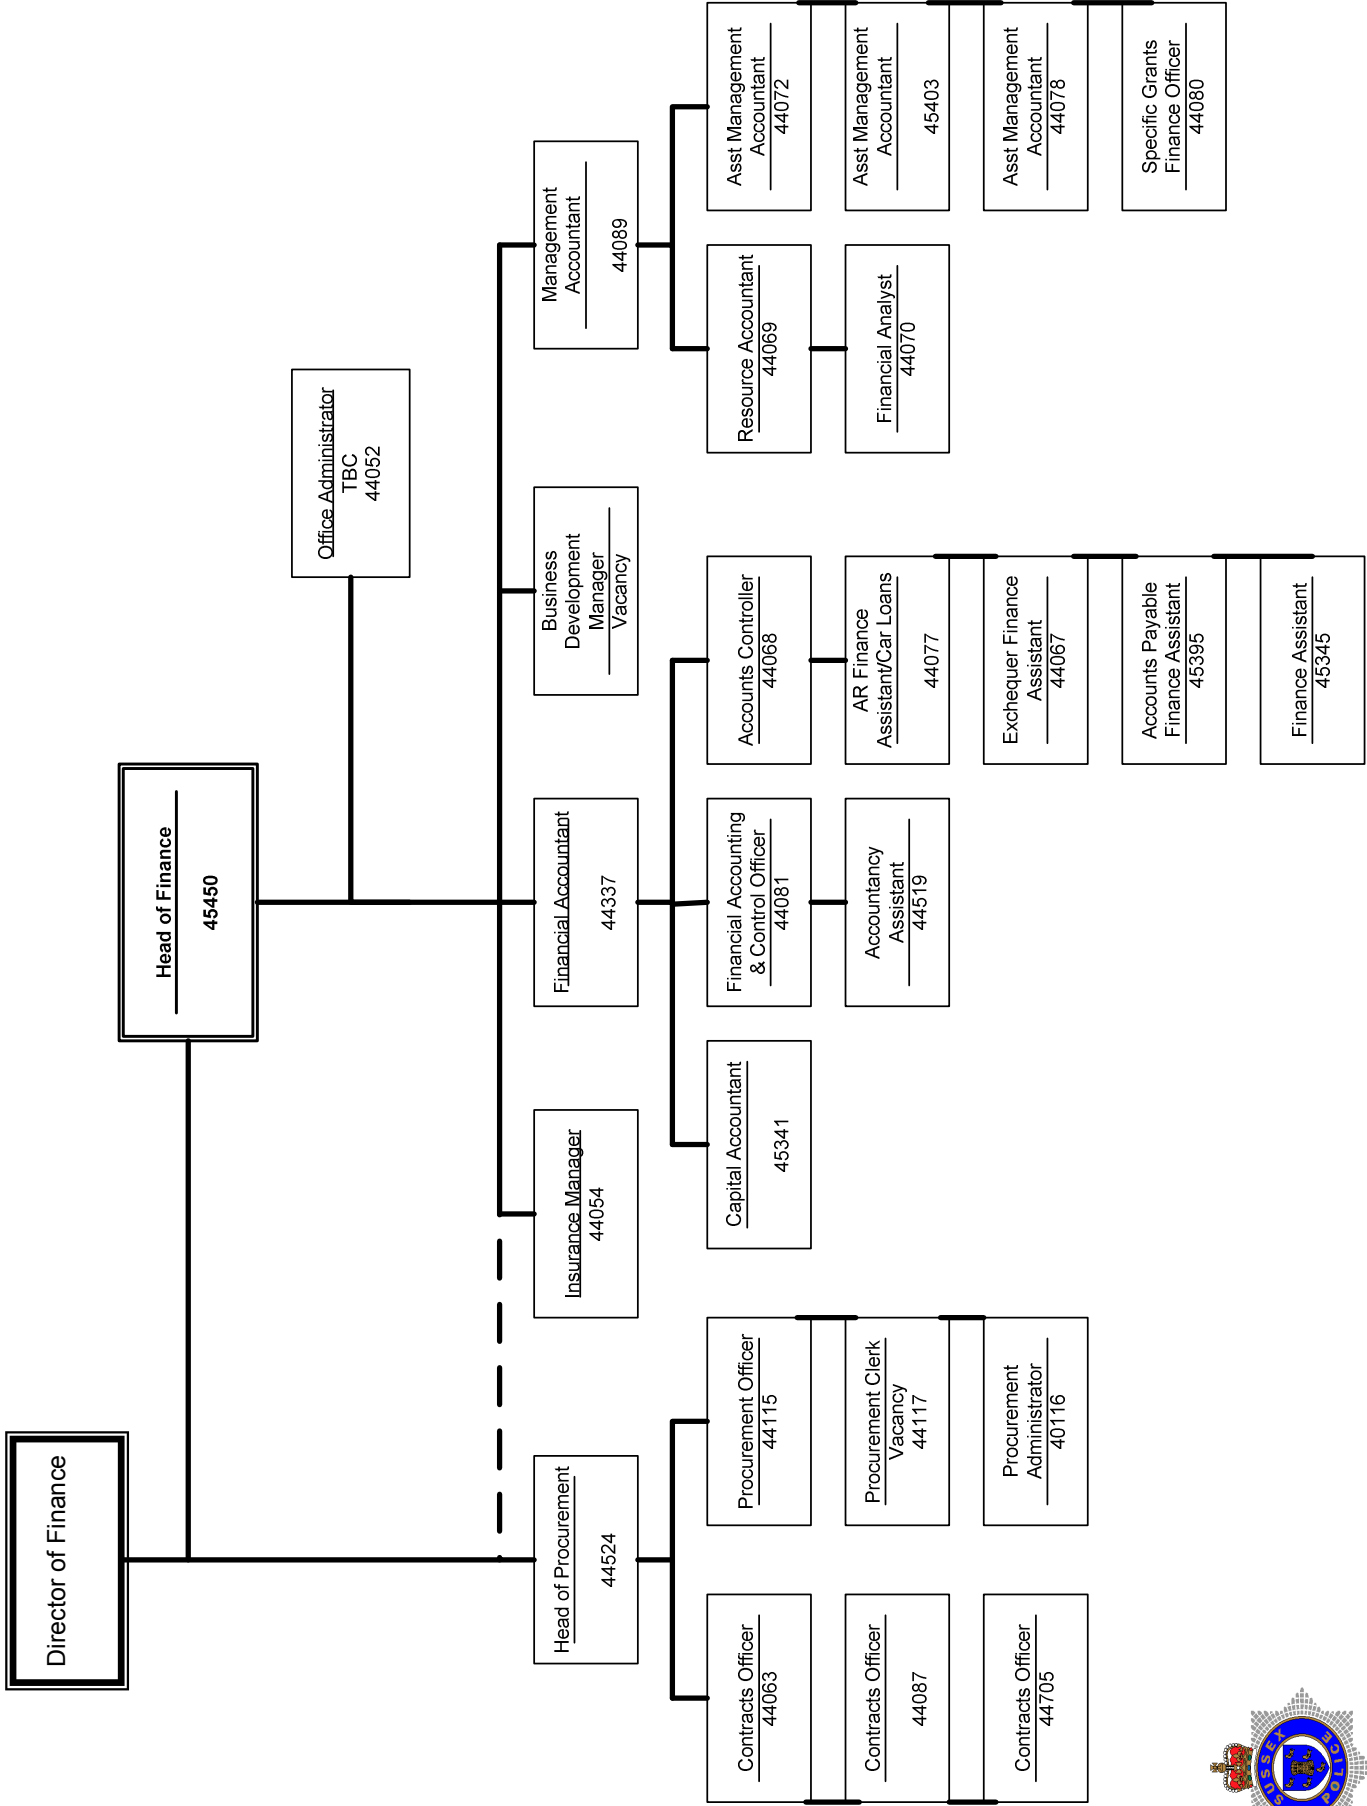 Director of Finance
Head of Finance
45450
Office Administrator
TBC
44052
Head of Procurement
44524
Insurance Manager
44054
Financial Accountant
44337
Business
Development
Manager
Vacancy
Management
Accountant
44089
Contracts Officer
44063
Procurement Officer
44115
Capital Accountant
45341
Financial Accounting
& Control Officer
44081
Accounts Controller
44068
Resource Accountant
44069
Asst Management
Accountant
44072
Contracts Officer
44087
Procurement Clerk
Vacancy
44117
Accountancy
Assistant
44519
AR Finance
Assistant/Car Loans
44077
Financial Analyst
44070
Asst Management
Accountant
45403
Contracts Officer
44705
Procurement
Administrator
40116
Exchequer Finance
Assistant
44067
Asst Management
Accountant
44078
Accounts Payable
Finance Assistant
45395
Specific Grants
Finance Officer
44080
Finance Assistant
45345
SUSSEX
POLICE